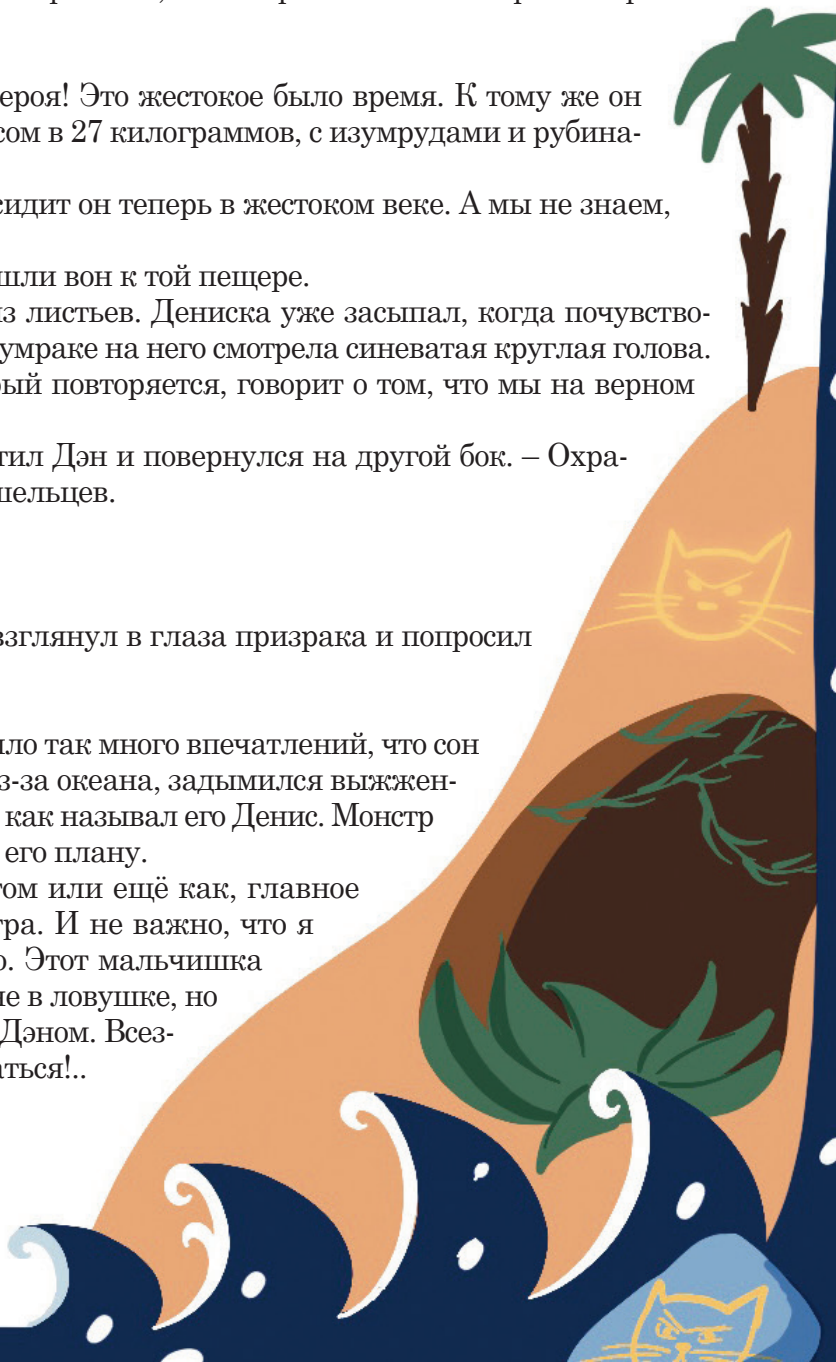 ероя! Это жестокое было время. К тому же он
сом в 27 килограммов, с изумрудами и рубина-
сидит он теперь в жестоком веке. А мы не знаем,
шли вон к той пещере.
из листьев. Дениска уже засыпал, когда почувство-
умраке на него смотрела синеватая круглая голова.
рый повторяется, говорит о том, что мы на верном
тил Дэн и повернулся на другой бок. – Охра-
шельцев.
взглянул в глаза призрака и попросил
ыло так много впечатлений, что сон
з-за океана, задымился выжжен-
как называл его Денис. Монстр
его плану.
том или ещё как, главное
тра. И не важно, что я
о. Этот мальчишка
не в ловушке, но
Дэном. Всез-
аться!..